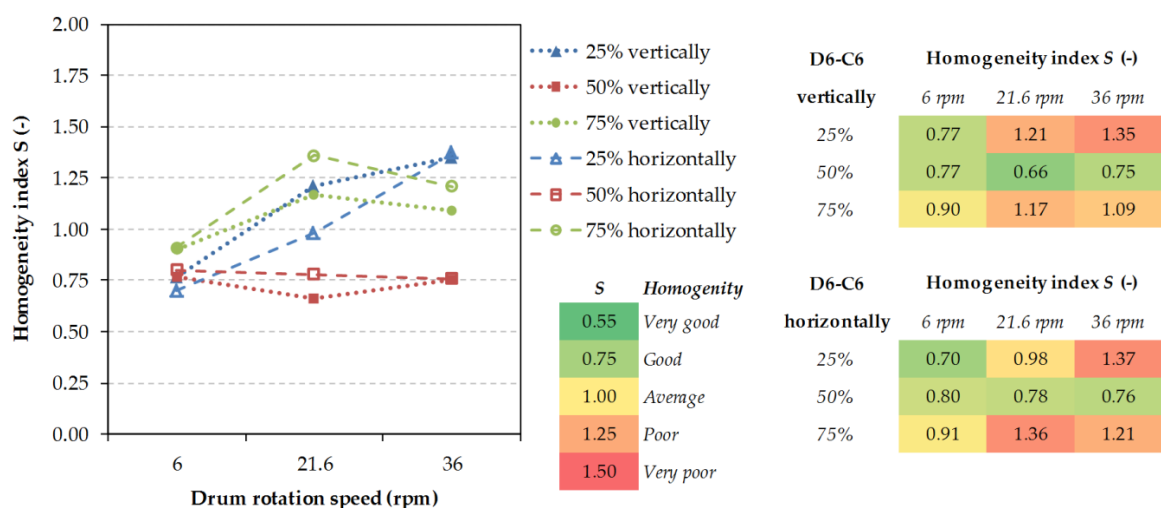 Homogeneity index S (-)
2.00
1.75
1.50
1.25
1.00
0.75
0.50
0.25
0.00
6 21.6 36
Drum rotation speed (rpm)
25% vertically
50% vertically
75% vertically
25% horizontally
50% horizontally
75% horizontally
S Homogenity
0.55 Very good
0.75 Good
1.00 Average
1.25 Poor
1.50 Very poor
D6-C6 Homogeneity index S (-)
vertically 6 rpm 21.6 rpm 36 rpm
25% 0.77 1.21 1.35
50% 0.77 0.66 0.75
75% 0.90 1.17 1.09
D6-C6 Homogeneity index S (-)
horizontally 6 rpm 21.6 rpm 36 rpm
25% 0.70 0.98 1.37
50% 0.80 0.78 0.76
75% 0.91 1.36 1.21